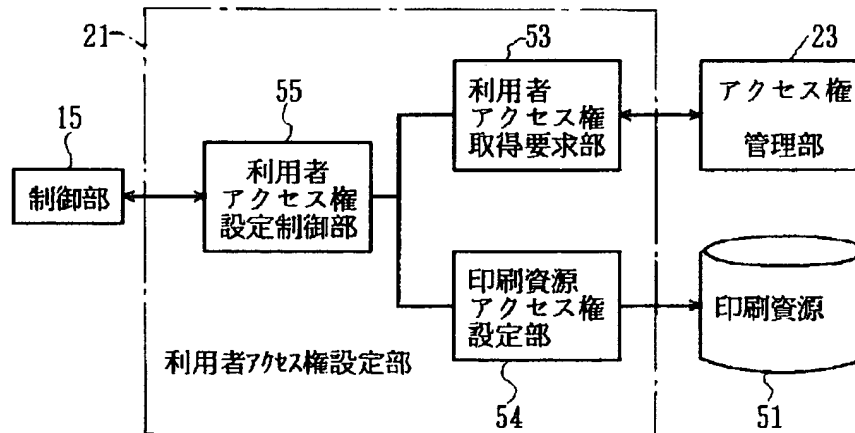 21
53
23
利用者
アクセス権
取得要求部
アクセス権
管理部
55
15
制御部
利用者
アクセス権
設定制御部
印刷資源
アクセス権
設定部
印刷資源
利用者アクセス権設定部
54
51